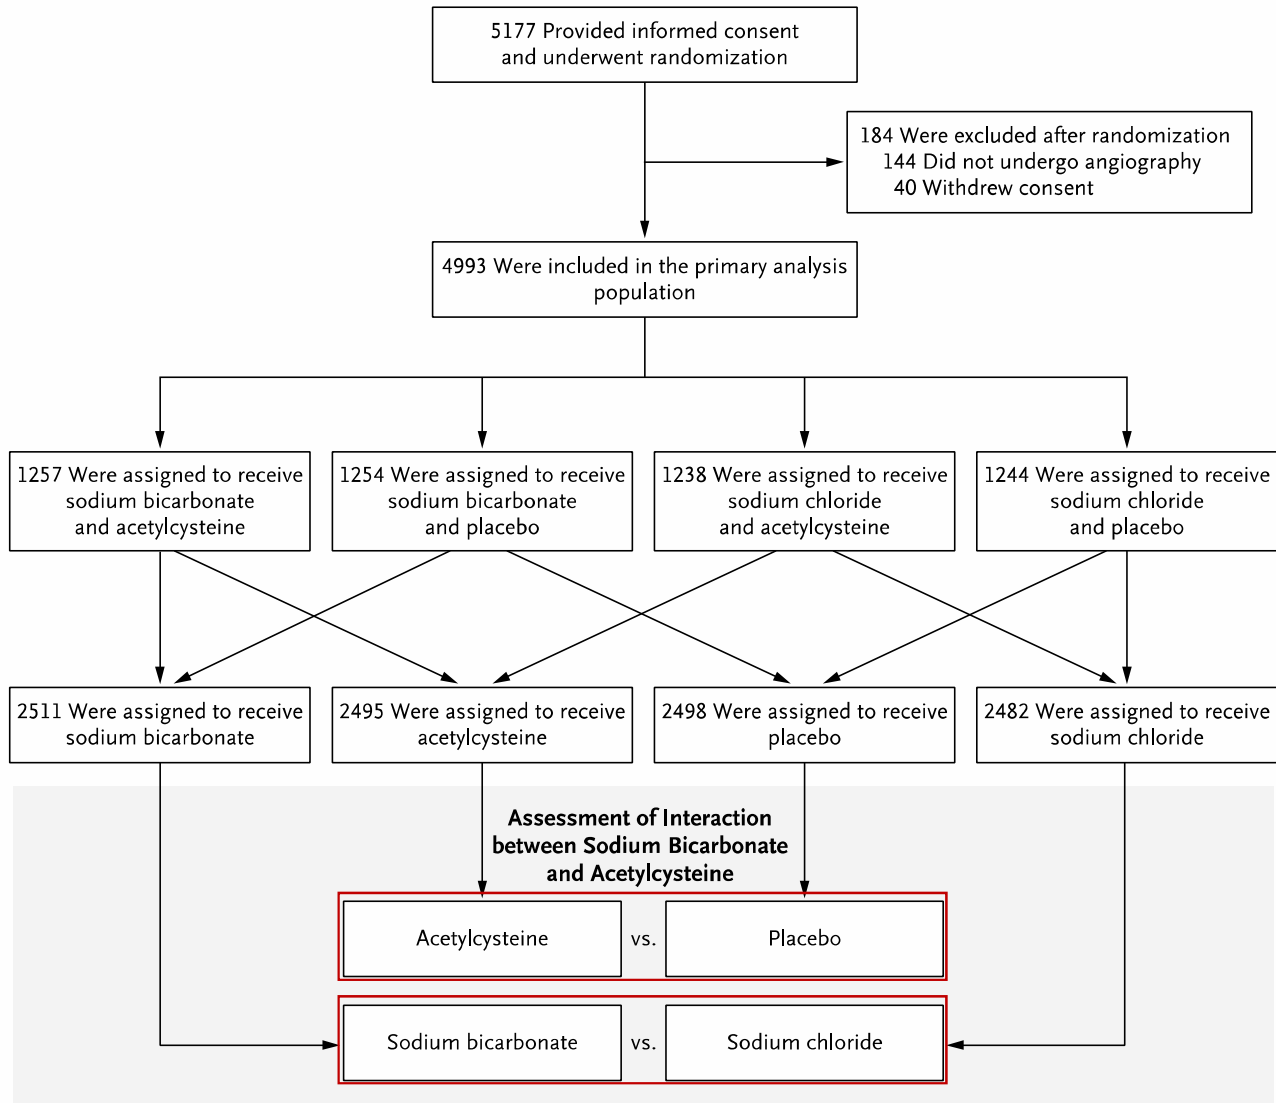 5177 Provided informed consent
and underwent randomization
184 Were excluded after randomization
144 Did not undergo angiography
40 Withdrew consent
4993 Were included in the primary analysis
population
1257 Were assigned to receive
sodium bicarbonate
and acetylcysteine
1254 Were assigned to receive
sodium bicarbonate
and placebo
1238 Were assigned to receive
sodium chloride
and acetylcysteine
1244 Were assigned to receive
sodium chloride
and placebo
2511 Were assigned to receive
sodium bicarbonate
2495 Were assigned to receive
acetylcysteine
2498 Were assigned to receive
placebo
2482 Were assigned to receive
sodium chloride
Assessment of Interaction
between Sodium Bicarbonate
and Acetylcysteine
Acetylcysteine vs. Placebo
Sodium bicarbonate vs. Sodium chloride